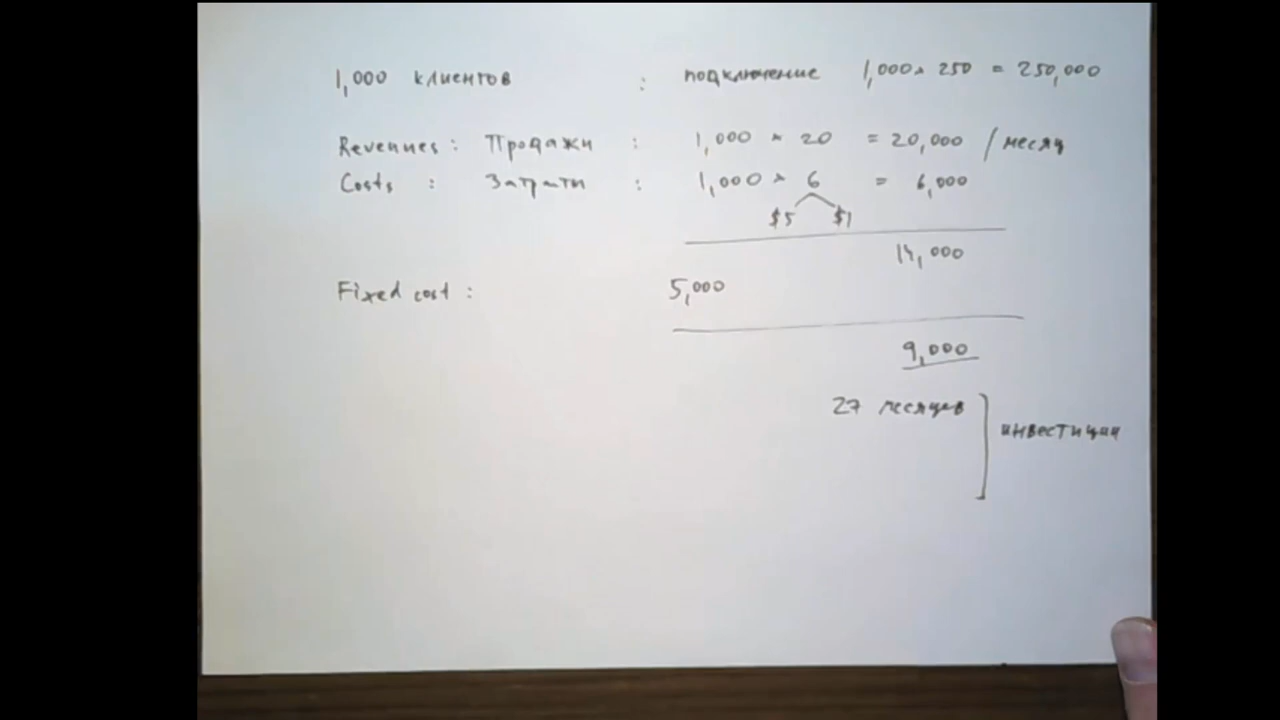 1,000 клиентов : подключение 1,000 × 250 = 250,000
Revenues : Продажи : 1,000 × 20 = 20,000 / месяц
Costs : Затрати : 1,000 × 6 = 6,000
$5 $1
14,000
Fixed cost : 5,000
9,000
27 месяцев
инвестиции